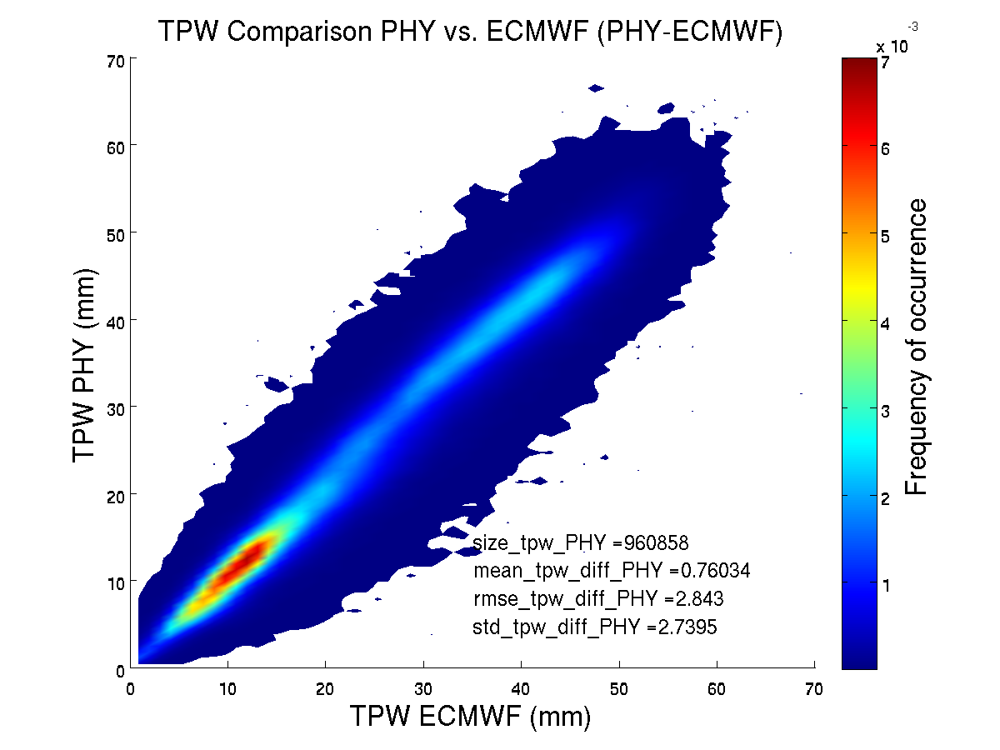 TPW Comparison PHY vs. ECMWF (PHY-ECMWF)
x 10 -3
70
60
50
40
30
20
10
0
TPW PHY (mm)
size_tpw_PHY =960858
mean_tpw_diff_PHY =0.76034
rmse_tpw_diff_PHY =2.843
std_tpw_diff_PHY =2.7395
0 10 20 30 40 50 60 70
TPW ECMWF (mm)
7
6
5
4
3
2
1
Frequency of occurrence